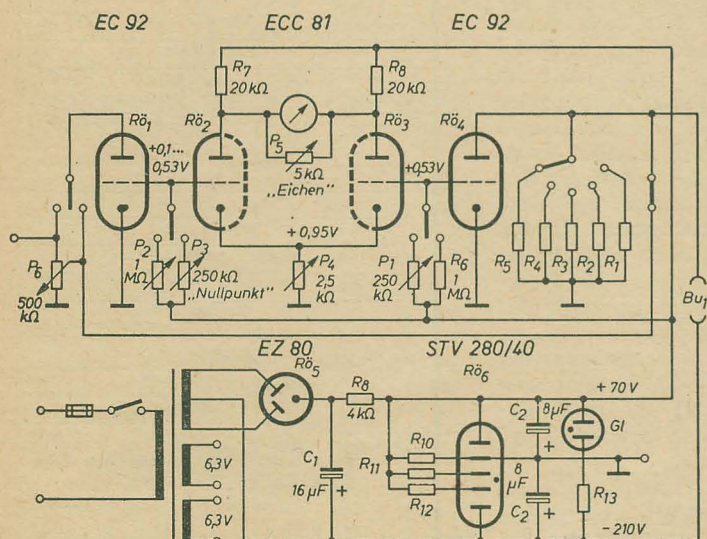 EC 92 ECC 81 EC 92
R7
20kΩ
R8
20kΩ
Rö1
Rö2
Rö3
Rö4
+0,1...
0,53V
P5
5kΩ
„Eichen"
+0,53V
+0,95V
P6
500
kΩ
P2
1
MΩ
P3
250kΩ
„Nullpunkt"
P4
2,5
kΩ
P1
250
kΩ
R6
1
MΩ
R5 R4 R3 R2 R1
Bu1
EZ 80
Rö5
STV 280/40
Rö6
R8
4kΩ
+70V
C2 8µF
Gl
6,3V
C1
16µF +
R10
R11
R12
8
µF
C2 +
R13
6,3V
-210V